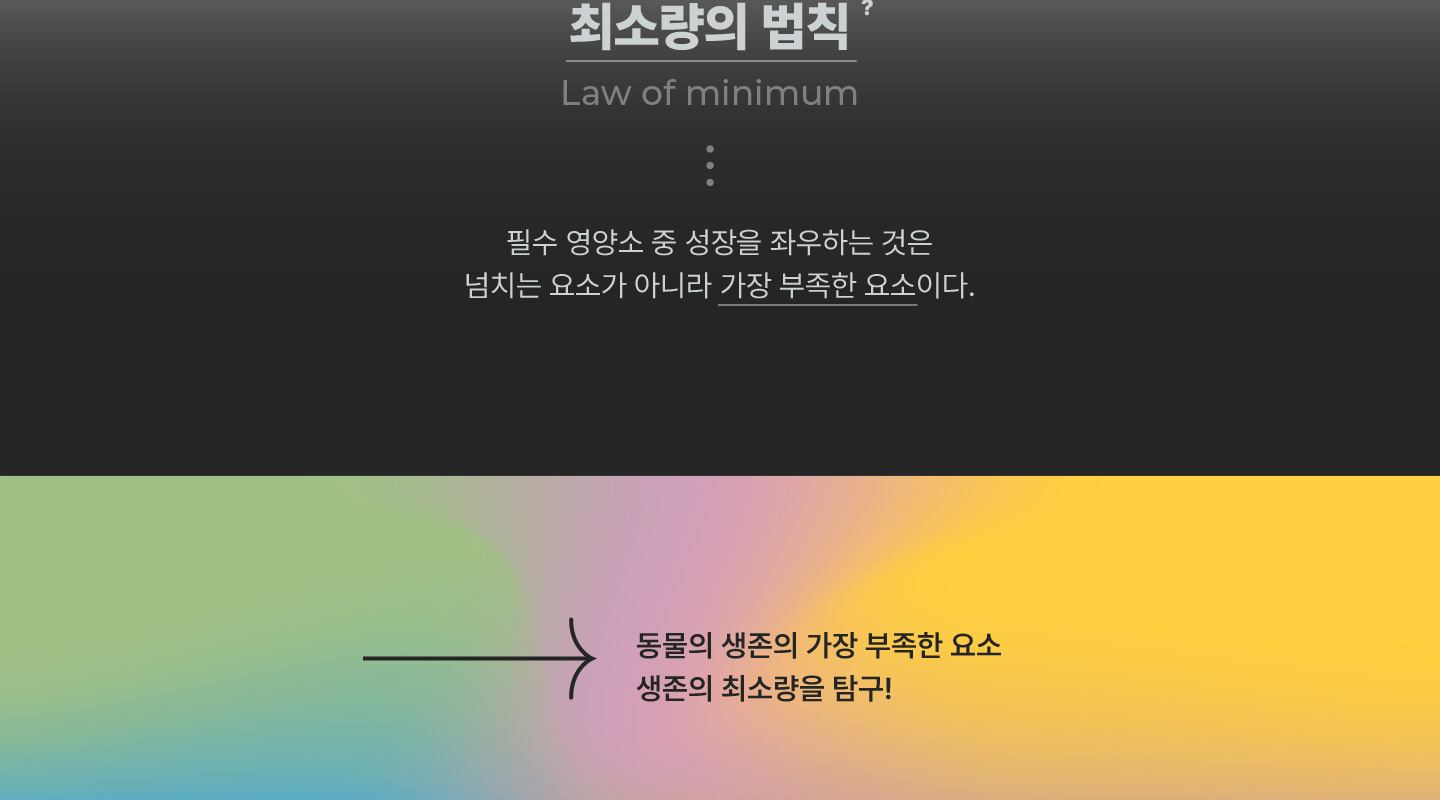 최소량의 법칙?
Law of minimum
필수 영양소 중 성장을 좌우하는 것은
넘치는 요소가 아니라 가장 부족한 요소이다.
동물의 생존의 가장 부족한 요소
생존의 최소량을 탐구!